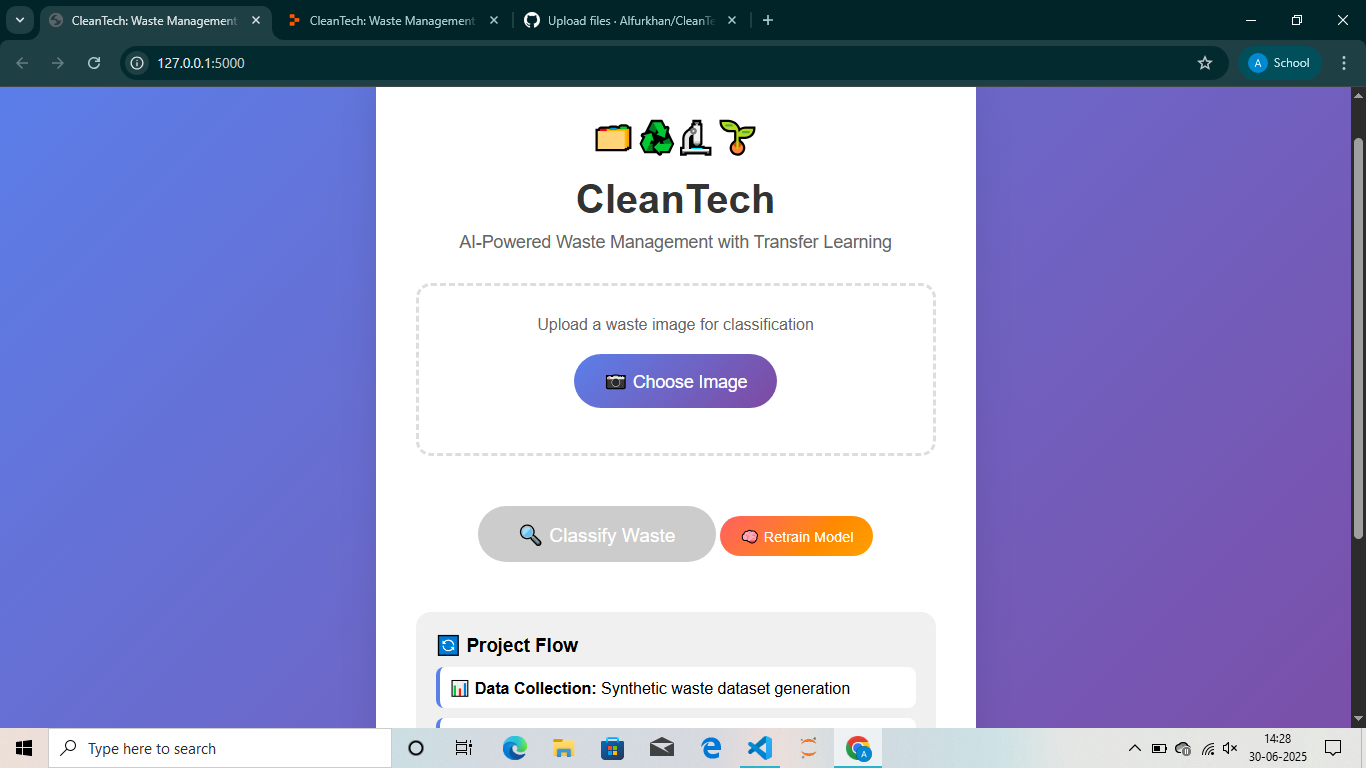 CleanTech: Waste Management
CleanTech: Waste Management
Upload files · Alfurkhan/CleanTe
127.0.0.1:5000
A School
CleanTech
AI-Powered Waste Management with Transfer Learning
Upload a waste image for classification
Choose Image
Classify Waste
Retrain Model
Project Flow
Data Collection: Synthetic waste dataset generation
Type here to search
A
14:28
30-06-2025